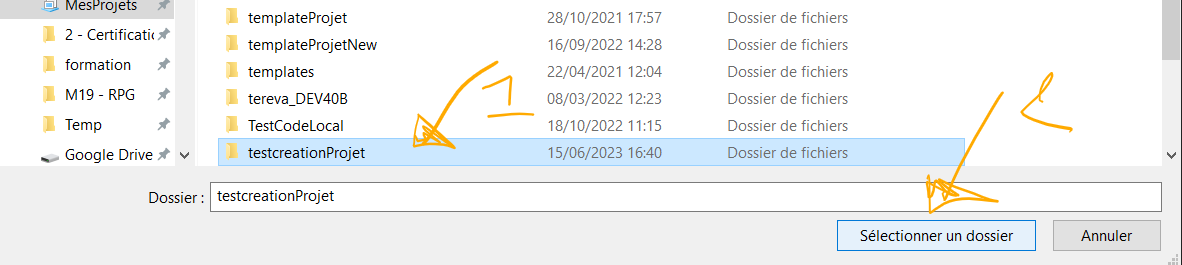 MesProjets
2 - Certificatio
formation
M19 - RPG
Temp
Google Drive
templateProjet 28/10/2021 17:57 Dossier de fichiers
templateProjetNew 16/09/2022 14:28 Dossier de fichiers
templates 22/04/2021 12:04 Dossier de fichiers
tereva_DEV40B 08/03/2022 12:23 Dossier de fichiers
TestCodeLocal 18/10/2022 11:15 Dossier de fichiers
testcreationProjet 15/06/2023 16:40 Dossier de fichiers
1
2
Dossier : testcreationProjet
Sélectionner un dossier Annuler